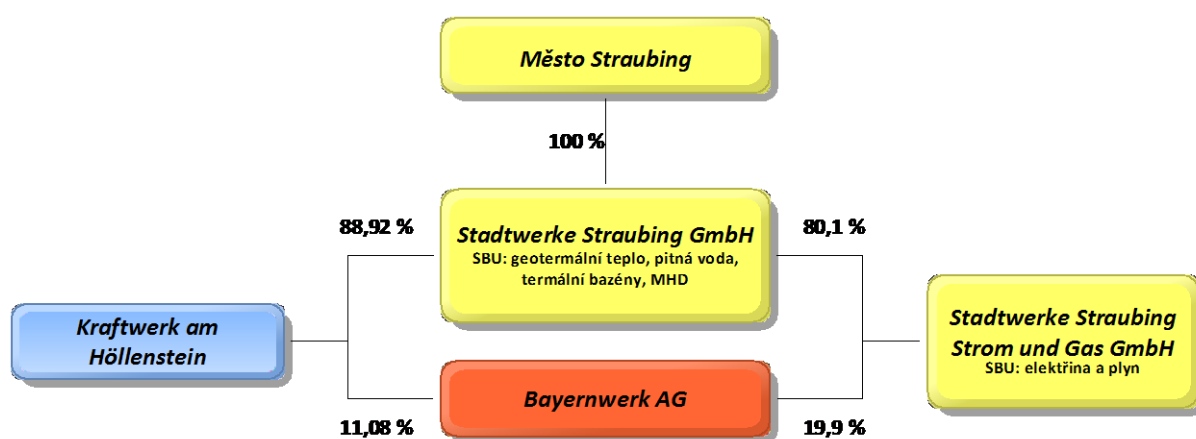 Město Straubing
100 %
88,92 %
80,1 %
Stadtwerke Straubing GmbH
SBU: geotermální teplo, pitná voda,
termální bazény, MHD
Kraftwerk am
Höllenstein
Stadtwerke Straubing
Strom und Gas GmbH
SBU: elektřina a plyn
Bayernwerk AG
11,08 %
19,9 %